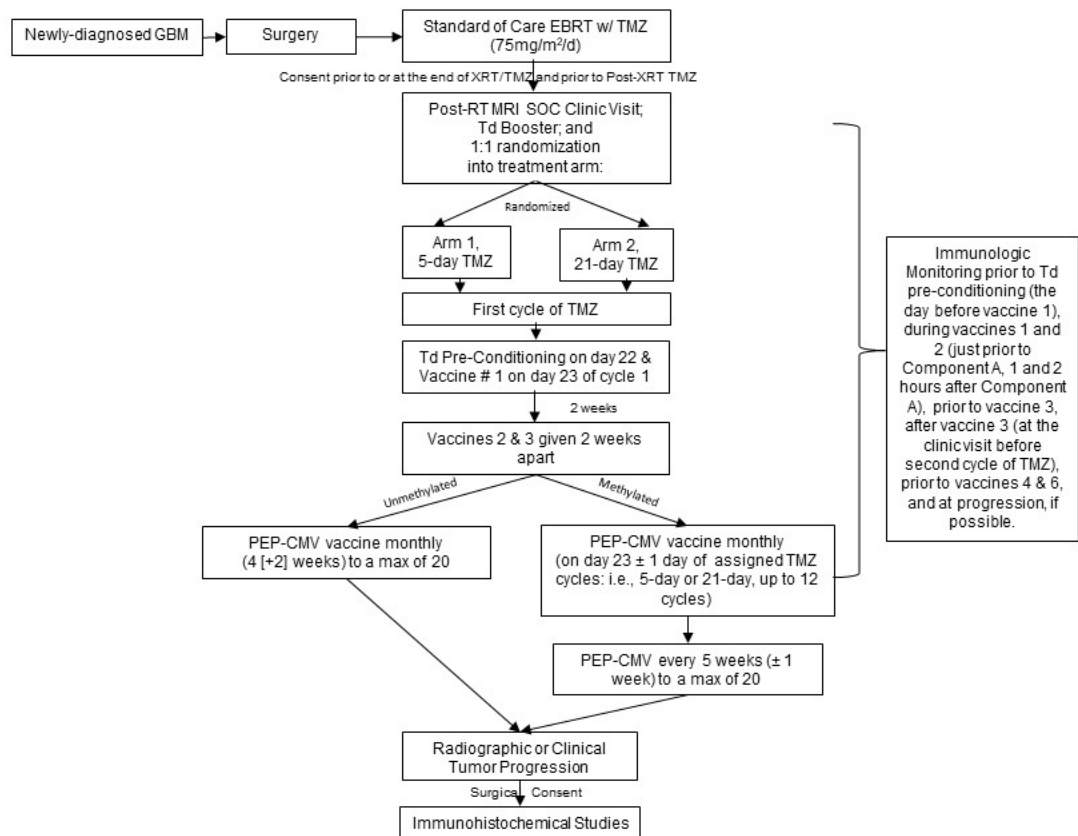 Newly-diagnosed GBM
Surgery
Standard of Care EBRT w/ TMZ
(75mg/m²/d)
Consent prior to or at the end of XRT/TMZ and prior to Post-XRT TMZ
Post-RT MRI SOC Clinic Visit;
Td Booster; and
1:1 randomization
into treatment arm:
Randomized
Arm 1,
5-day TMZ
Arm 2,
21-day TMZ
First cycle of TMZ
Td Pre-Conditioning on day 22 &
Vaccine # 1 on day 23 of cycle 1
2 weeks
Vaccines 2 & 3 given 2 weeks
apart
Unmethylated
Methylated
PEP-CMV vaccine monthly
(4 [+2] weeks) to a max of 20
PEP-CMV vaccine monthly
(on day 23 ± 1 day of assigned TMZ
cycles: i.e., 5-day or 21-day, up to 12
cycles)
PEP-CMV every 5 weeks (± 1
week) to a max of 20
Radiographic or Clinical
Tumor Progression
Surgical Consent
Immunohistochemical Studies
Immunologic
Monitoring prior to Td
pre-conditioning (the
day before vaccine 1),
during vaccines 1 and
2 (just prior to
Component A, 1 and 2
hours after Component
A), prior to vaccine 3,
after vaccine 3 (at the
clinic visit before
second cycle of TMZ),
prior to vaccines 4 & 6,
and at progression, if
possible.